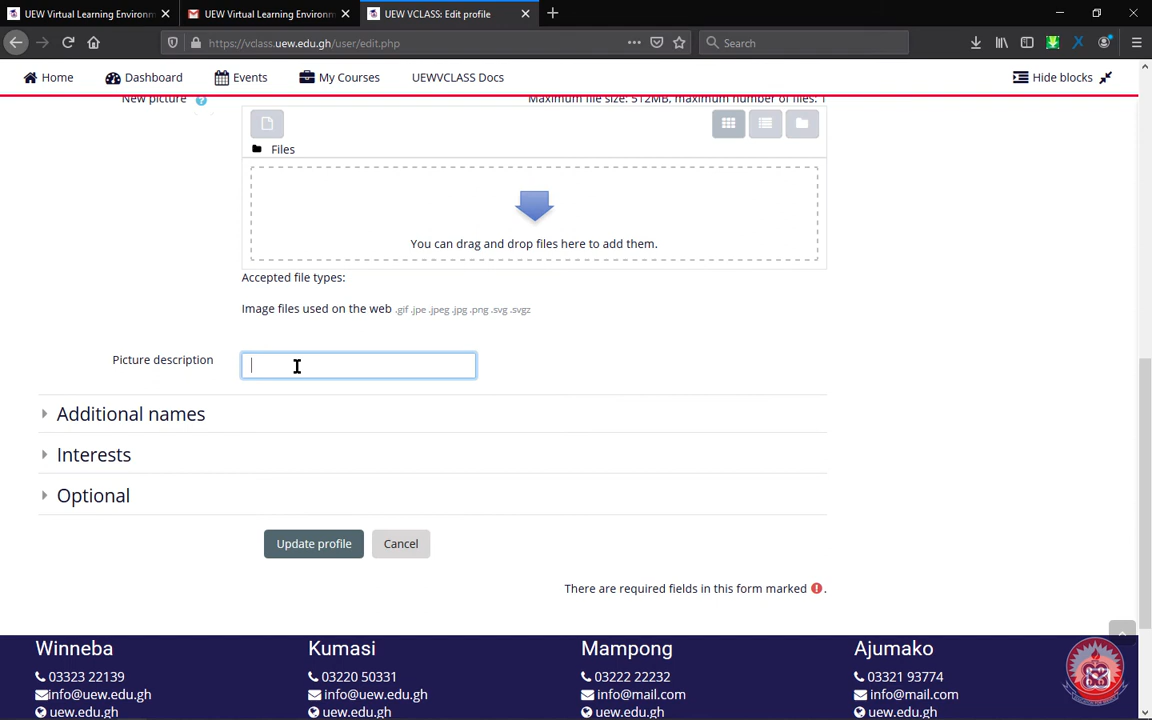 UEW Virtual Learning Environm
UEW Virtual Learning Environm
UEW VCLASS: Edit profile
https://vclass.uew.edu.gh/user/edit.php
Search
Home
Dashboard
Events
My Courses
UEWVCLASS Docs
Hide blocks
New picture
Maximum file size: 512MB, maximum number of files: 1
Files
You can drag and drop files here to add them.
Accepted file types:
Image files used on the web .gif .jpe .jpeg .jpg .png .svg .svgz
Picture description
Additional names
Interests
Optional
Update profile
Cancel
There are required fields in this form marked
Winneba
03323 22139
info@uew.edu.gh
uew.edu.gh
Kumasi
03220 50331
info@uew.edu.gh
uew.edu.gh
Mampong
03222 22232
info@mail.com
uew.edu.gh
Ajumako
03321 93774
info@mail.com
uew.edu.gh